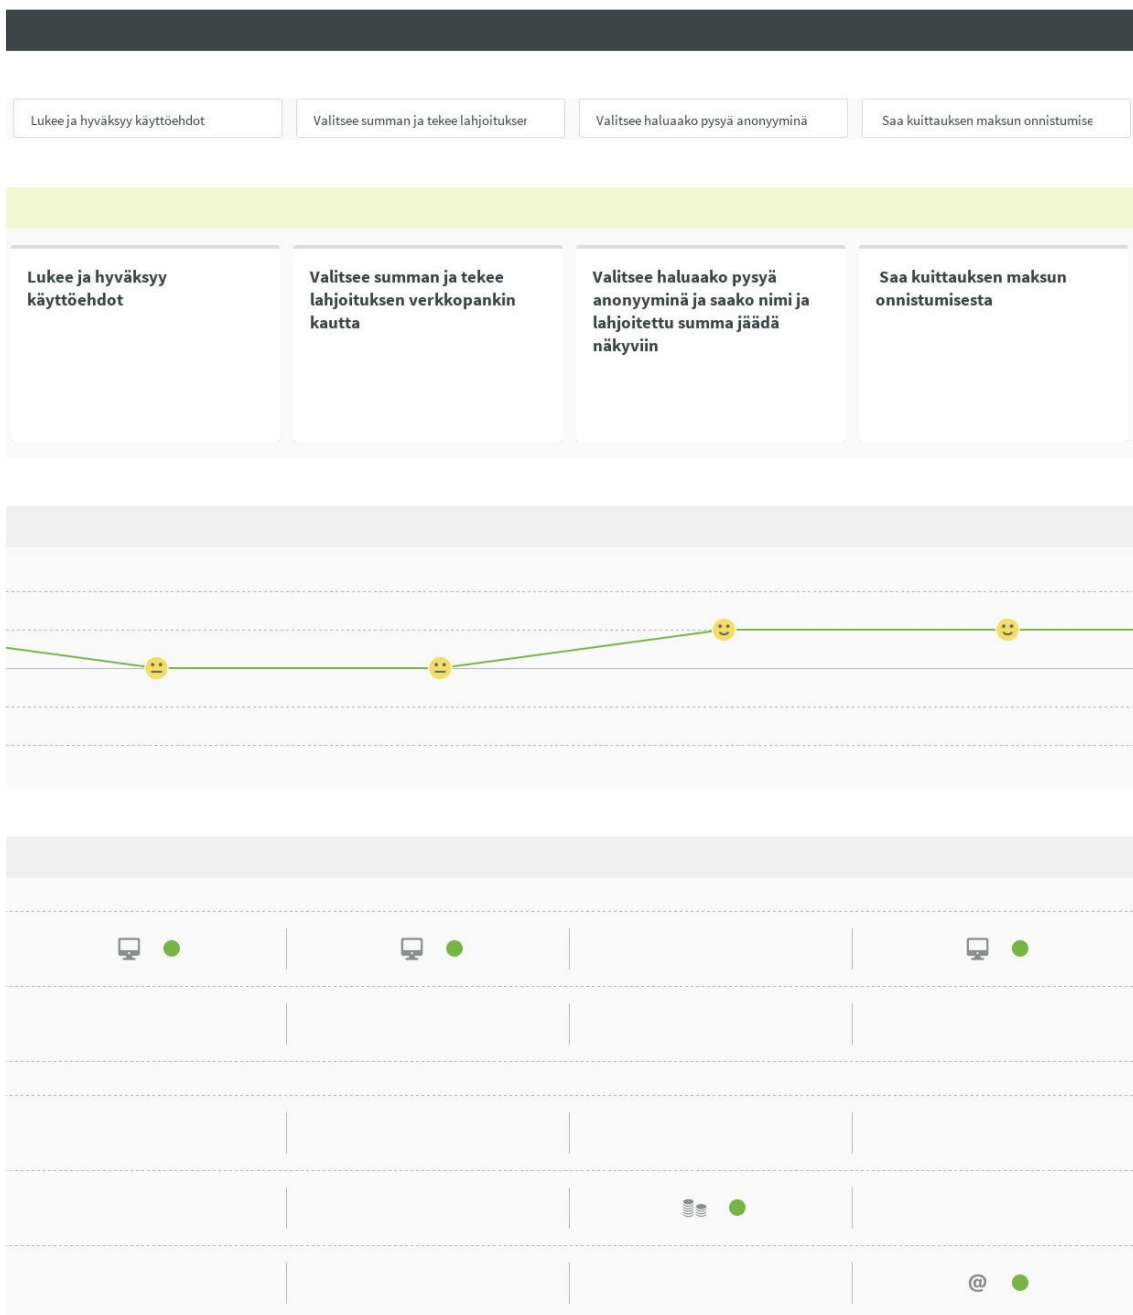 Lukee ja hyväksyy käyttöehdot
Valitsee summan ja tekee lahjoituksen
Valitsee haluaako pysyä anonyyminä
Saa kuittauksen maksun onnistumise
Lukee ja hyväksyy
käyttöehdot
Valitsee summan ja tekee
lahjoituksen verkkopankin
kautta
Valitsee haluaako pysyä
anonyyminä ja saako nimi ja
lahjoitettu summa jäädä
näkyviin
Saa kuittauksen maksun
onnistumisesta
@